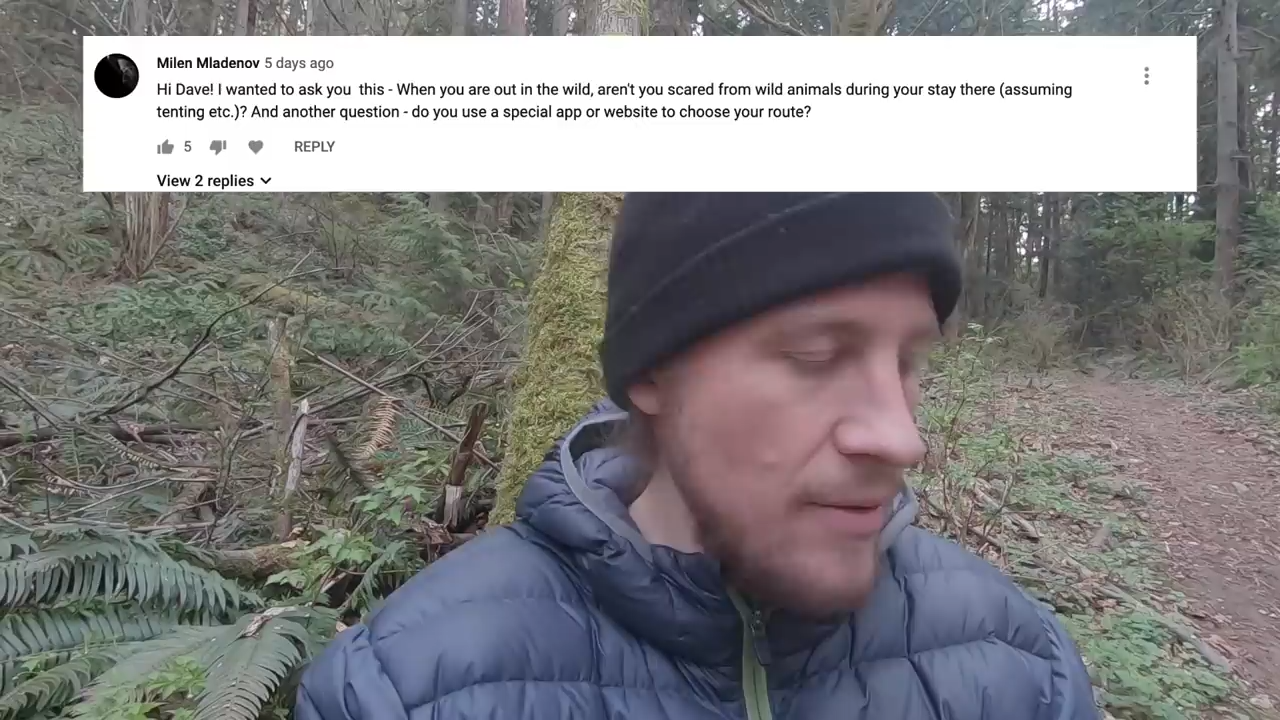 Milen Mladenov 5 days ago
Hi Dave! I wanted to ask you  this - When you are out in the wild, aren't you scared from wild animals during your stay there (assuming
tenting etc.)? And another question - do you use a special app or website to choose your route?
5 REPLY
View 2 replies